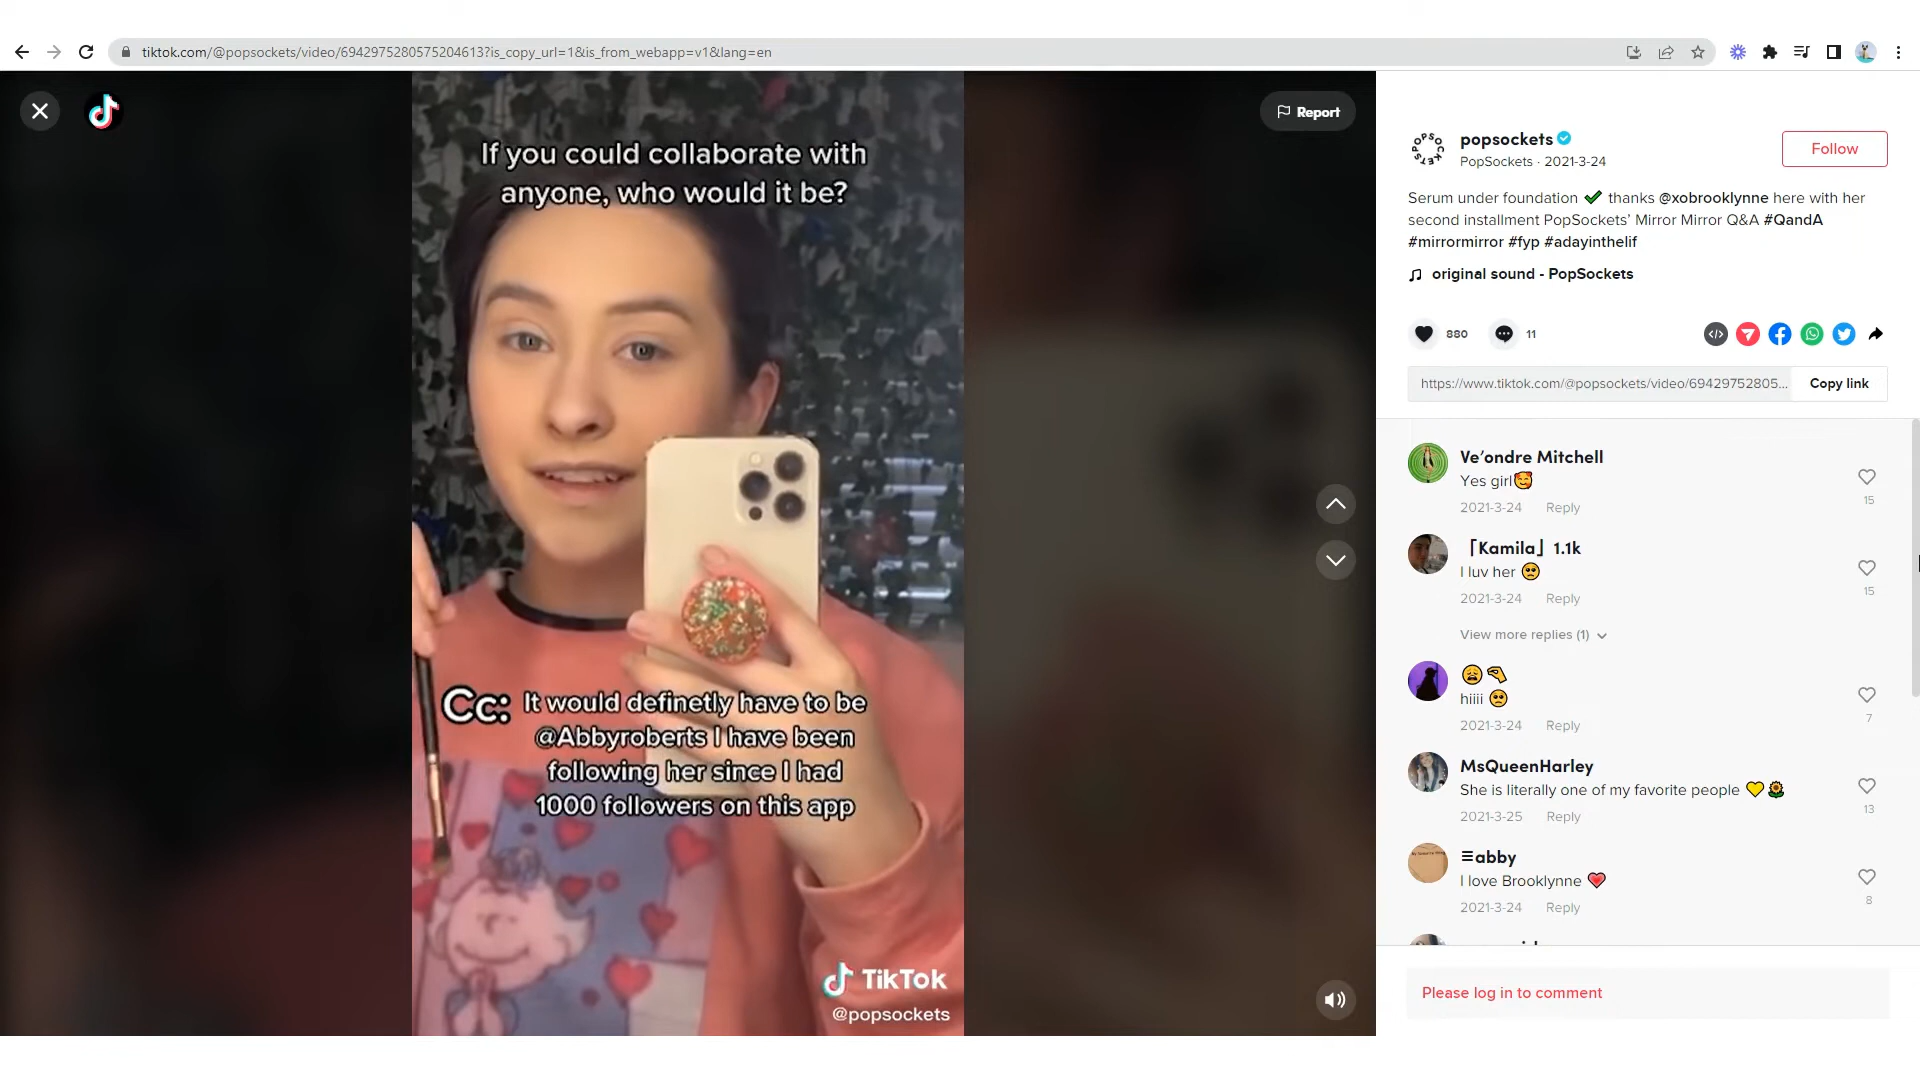 tiktok.com/@popsockets/video/6942975280575204613?is_copy_url=1&is_from_webapp=v1&lang=en
Report
If you could collaborate with
anyone, who would it be?
Cc: It would definetly have to be
@Abbyroberts I have been
following her since I had
1000 followers on this app
TikTok
@popsockets
POPSOCKETS
popsockets
PopSockets · 2021-3-24
Follow
Serum under foundation ✔ thanks @xobrooklynne here with her
second installment PopSockets’ Mirror Mirror Q&A #QandA
#mirrormirror #fyp #adayinthelif
original sound - PopSockets
880
11
https://www.tiktok.com/@popsockets/video/69429752805...
Copy link
Ve’ondre Mitchell
Yes girl🥰
2021-3-24 Reply
15
「Kamila」1.1k
I luv her 🥺
2021-3-24 Reply
15
View more replies (1)
😩🤏
hiiii 🥺
2021-3-24 Reply
7
MsQueenHarley
She is literally one of my favorite people 💛🌻
2021-3-25 Reply
13
☰abby
I love Brooklynne 💗
2021-3-24 Reply
8
Please log in to comment